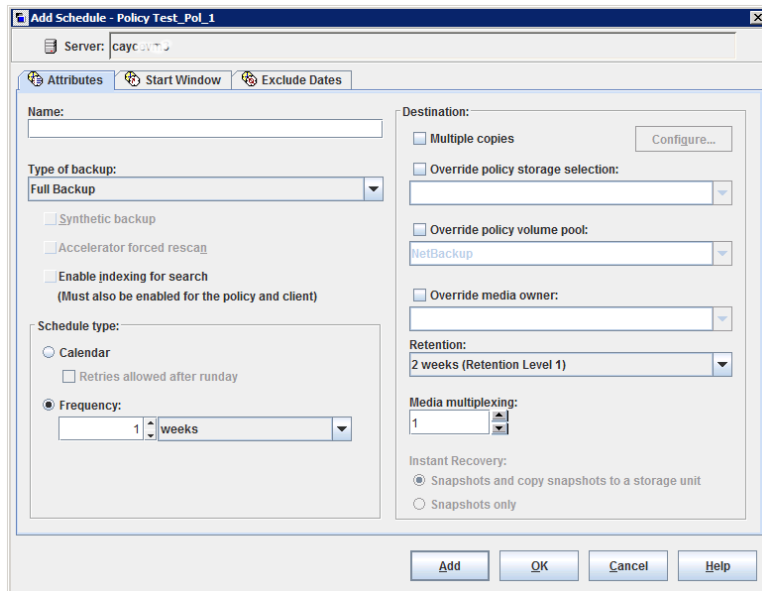 Add Schedule - Policy Test_Pol_1
Server:
Attributes
Start Window
Exclude Dates
Name:
Type of backup:
Full Backup
Synthetic backup
Accelerator forced rescan
Enable indexing for search
(Must also be enabled for the policy and client)
Schedule type:
Calendar
Retries allowed after runday
Frequency:
1 weeks
Destination:
Multiple copies Configure...
Override policy storage selection:
Override policy volume pool:
NetBackup
Override media owner:
Retention:
2 weeks (Retention Level 1)
Media multiplexing:
1
Instant Recovery:
Snapshots and copy snapshots to a storage unit
Snapshots only
Add OK Cancel Help